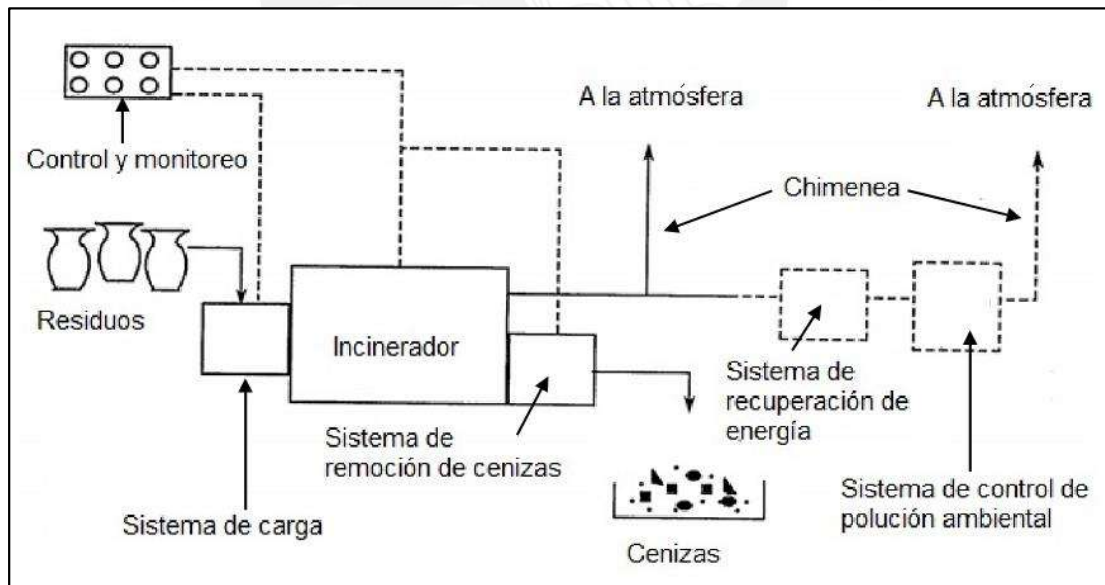 Control y monitoreo
A la atmósfera
A la atmósfera
Chimenea
Residuos
Incinerador
Sistema de
recuperación de
energía
Sistema de
remoción de cenizas
Sistema de control de
polución ambiental
Sistema de carga
Cenizas